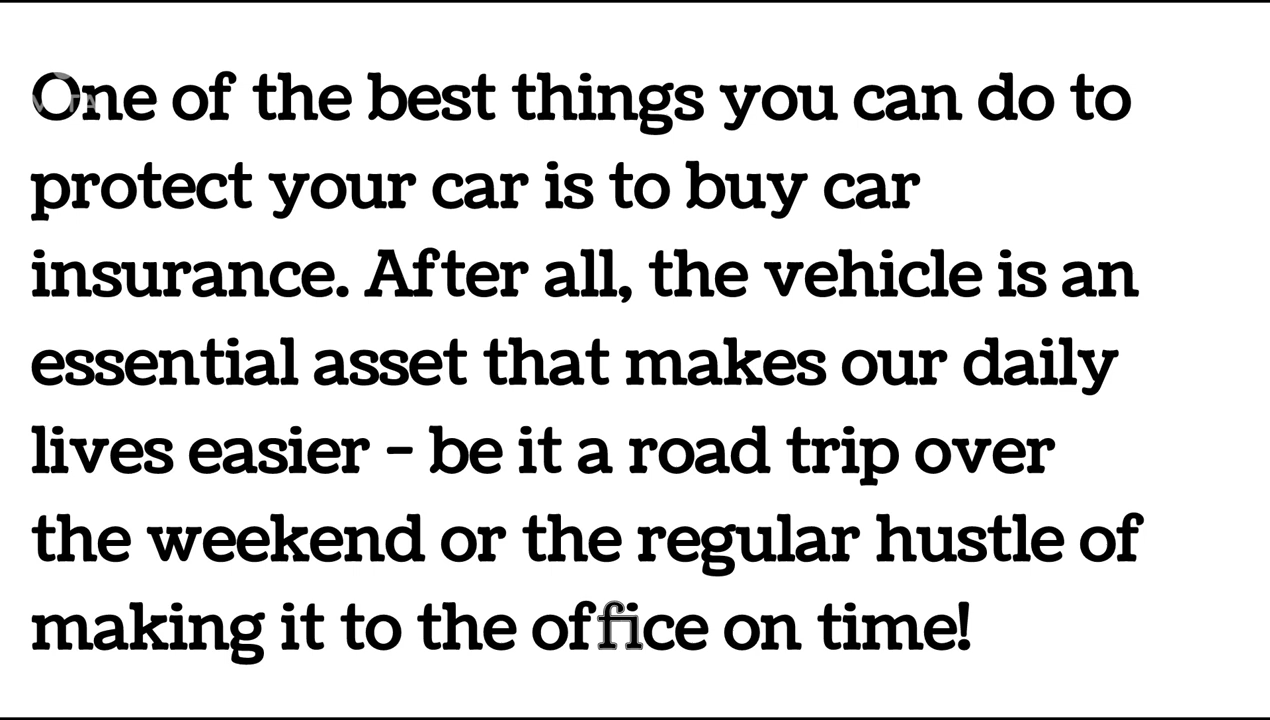 One of the best things you can do to
protect your car is to buy car
insurance. After all, the vehicle is an
essential asset that makes our daily
lives easier – be it a road trip over
the weekend or the regular hustle of
making it to the office on time!